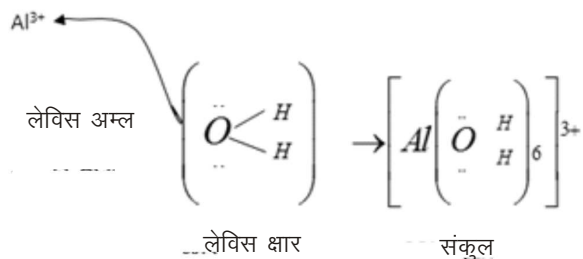 Al³⁺
लेविस अम्ल
(Ö H H) → [Al(Ö H H)₆]³⁺
लेविस क्षार
संकुल